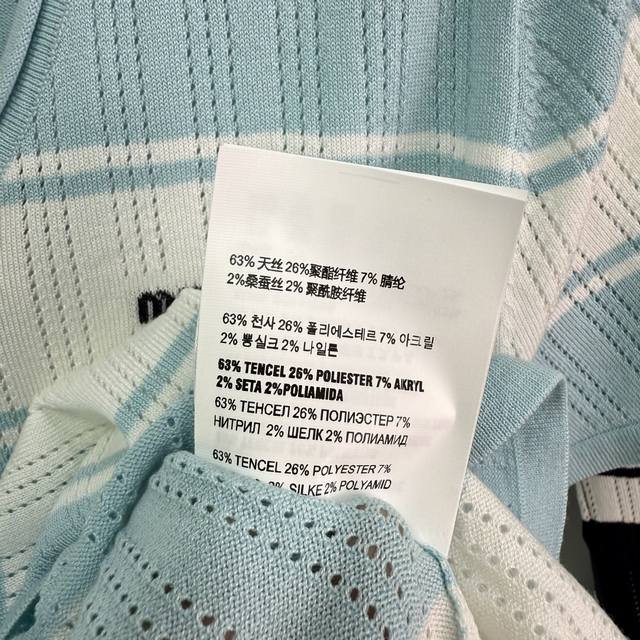 63% 天丝 26%聚酯纤维 7% 腈纶
2%桑蚕丝 2% 聚酰胺纤维
63% 천사 26% 폴리에스테르 7% 아크릴
2% 뽕실크 2% 나일론
63% TENCEL 26% POLIESTER 7% AKRYL
2% SETA 2%POLIAMIDA
63% ТЕНСЕЛ 26% ПОЛИЭСТЕР 7%
НИТРИЛ 2% ШЕЛК 2% ПОЛИАМИД
63% TENCEL 26% POLYESTER 7%
2% SILKE 2% POLYAMID